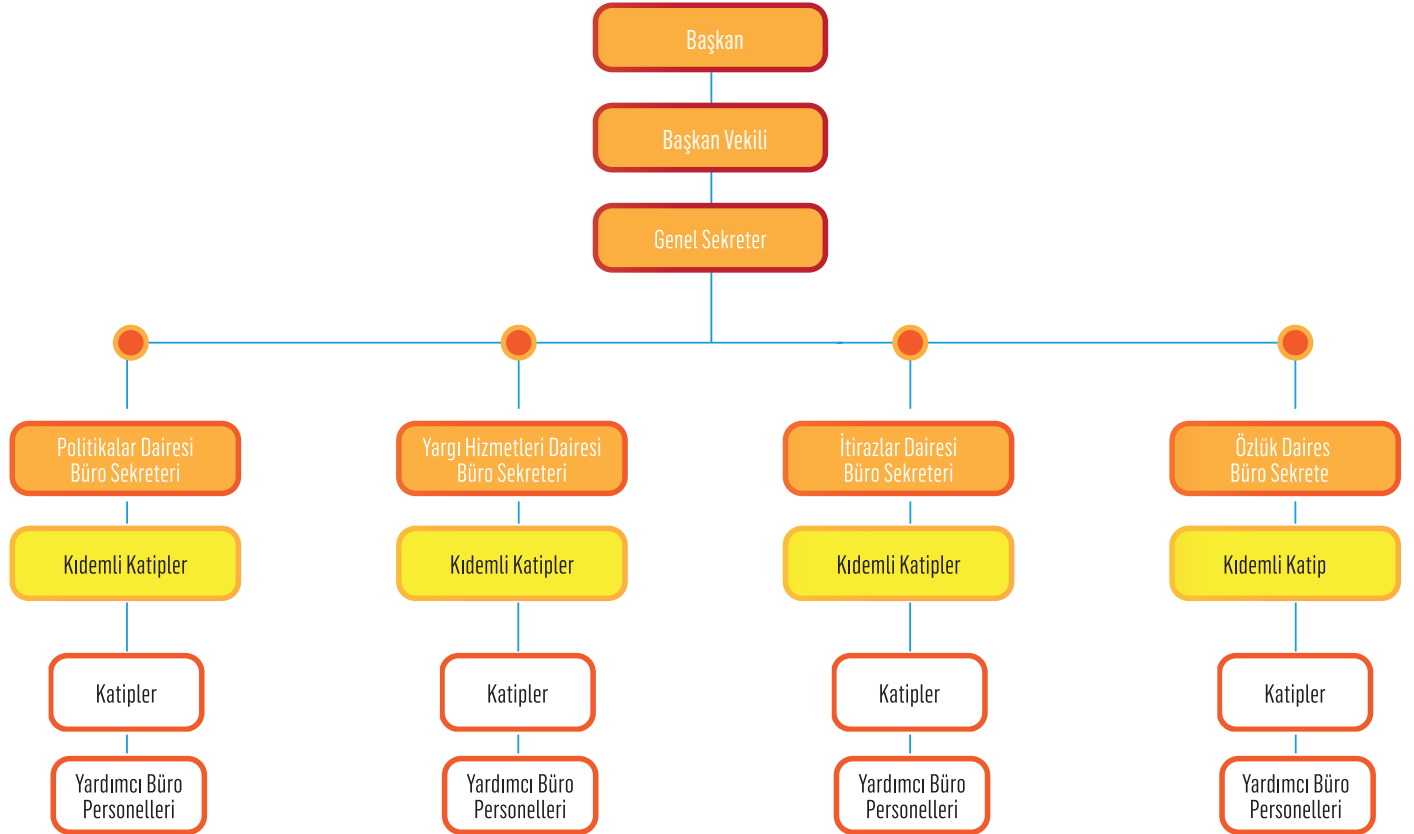 Başkan
Başkan Vekili
Genel Sekreter
Politikalar Dairesi
Büro Sekreteri
Yargı Hizmetleri Dairesi
Büro Sekreteri
İtirazlar Dairesi
Büro Sekreteri
Özlük Daires
Büro Sekrete
Kıdemli Katipler
Kıdemli Katipler
Kıdemli Katipler
Kıdemli Katip
Katipler
Katipler
Katipler
Katipler
Yardımcı Büro
Personelleri
Yardımcı Büro
Personelleri
Yardımcı Büro
Personelleri
Yardımcı Büro
Personelleri